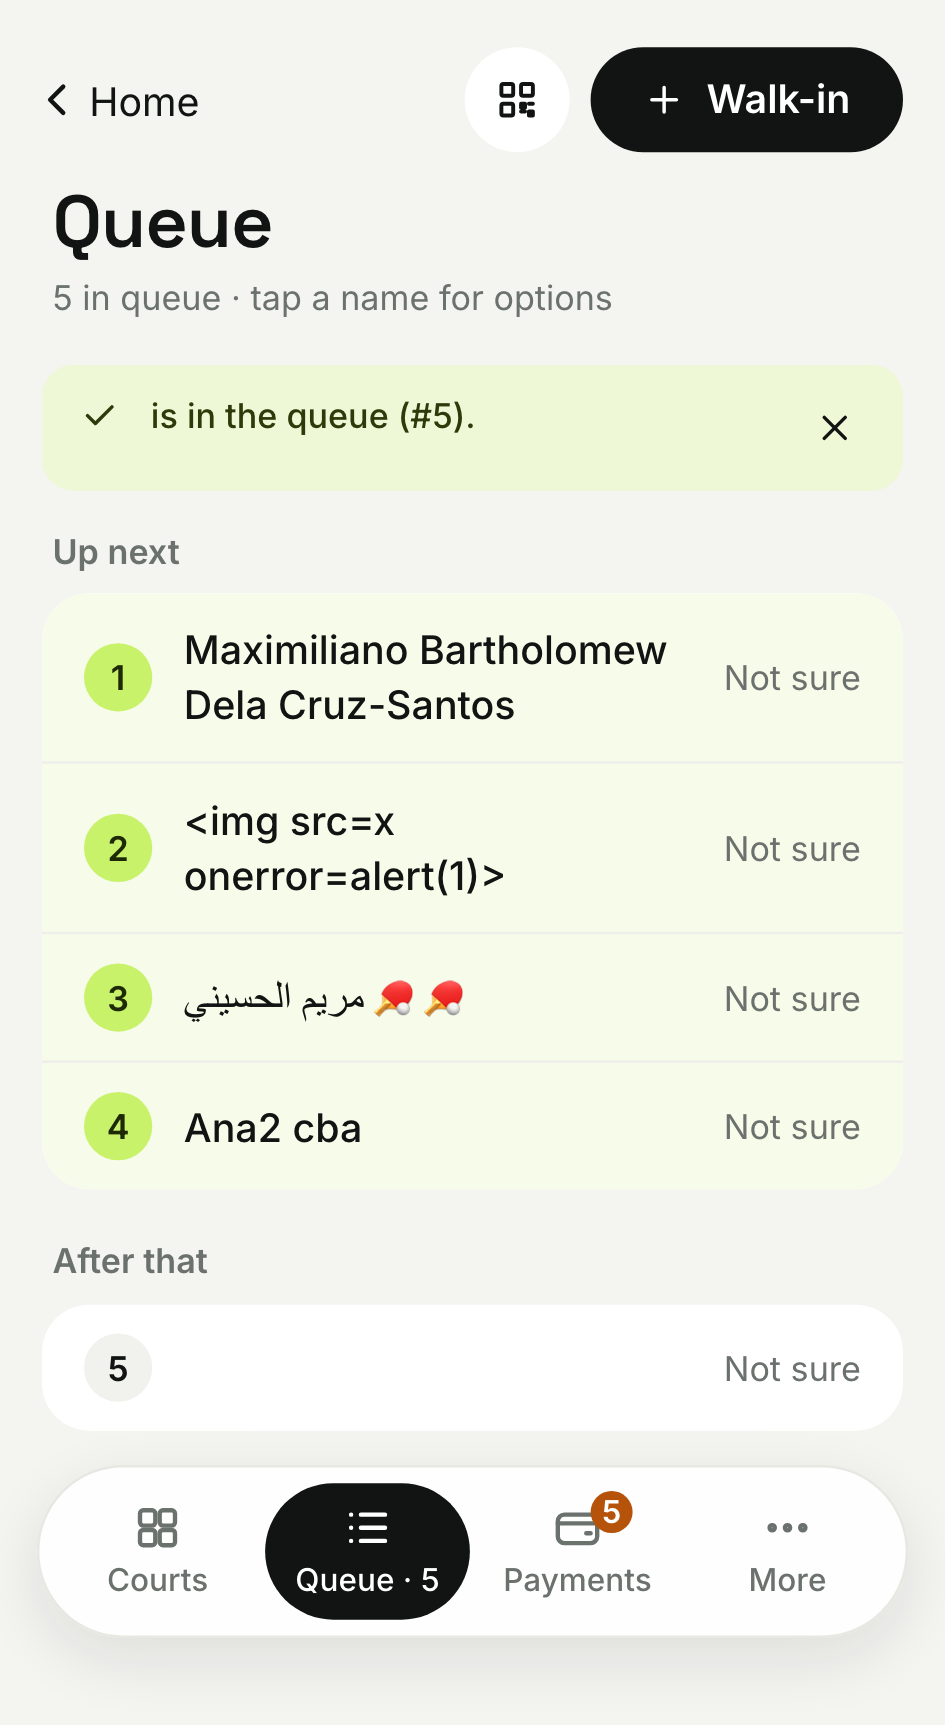 Home
Walk-in
Queue
5 in queue · tap a name for options
is in the queue (#5).
Up next
1
Maximiliano Bartholomew
Dela Cruz-Santos
Not sure
2
<img src=x
onerror=alert(1)>
Not sure
3
مريم الحسيني 🏓 🏓
Not sure
4
Ana2 cba
Not sure
After that
5
Not sure
Courts
Queue · 5
5
Payments
More